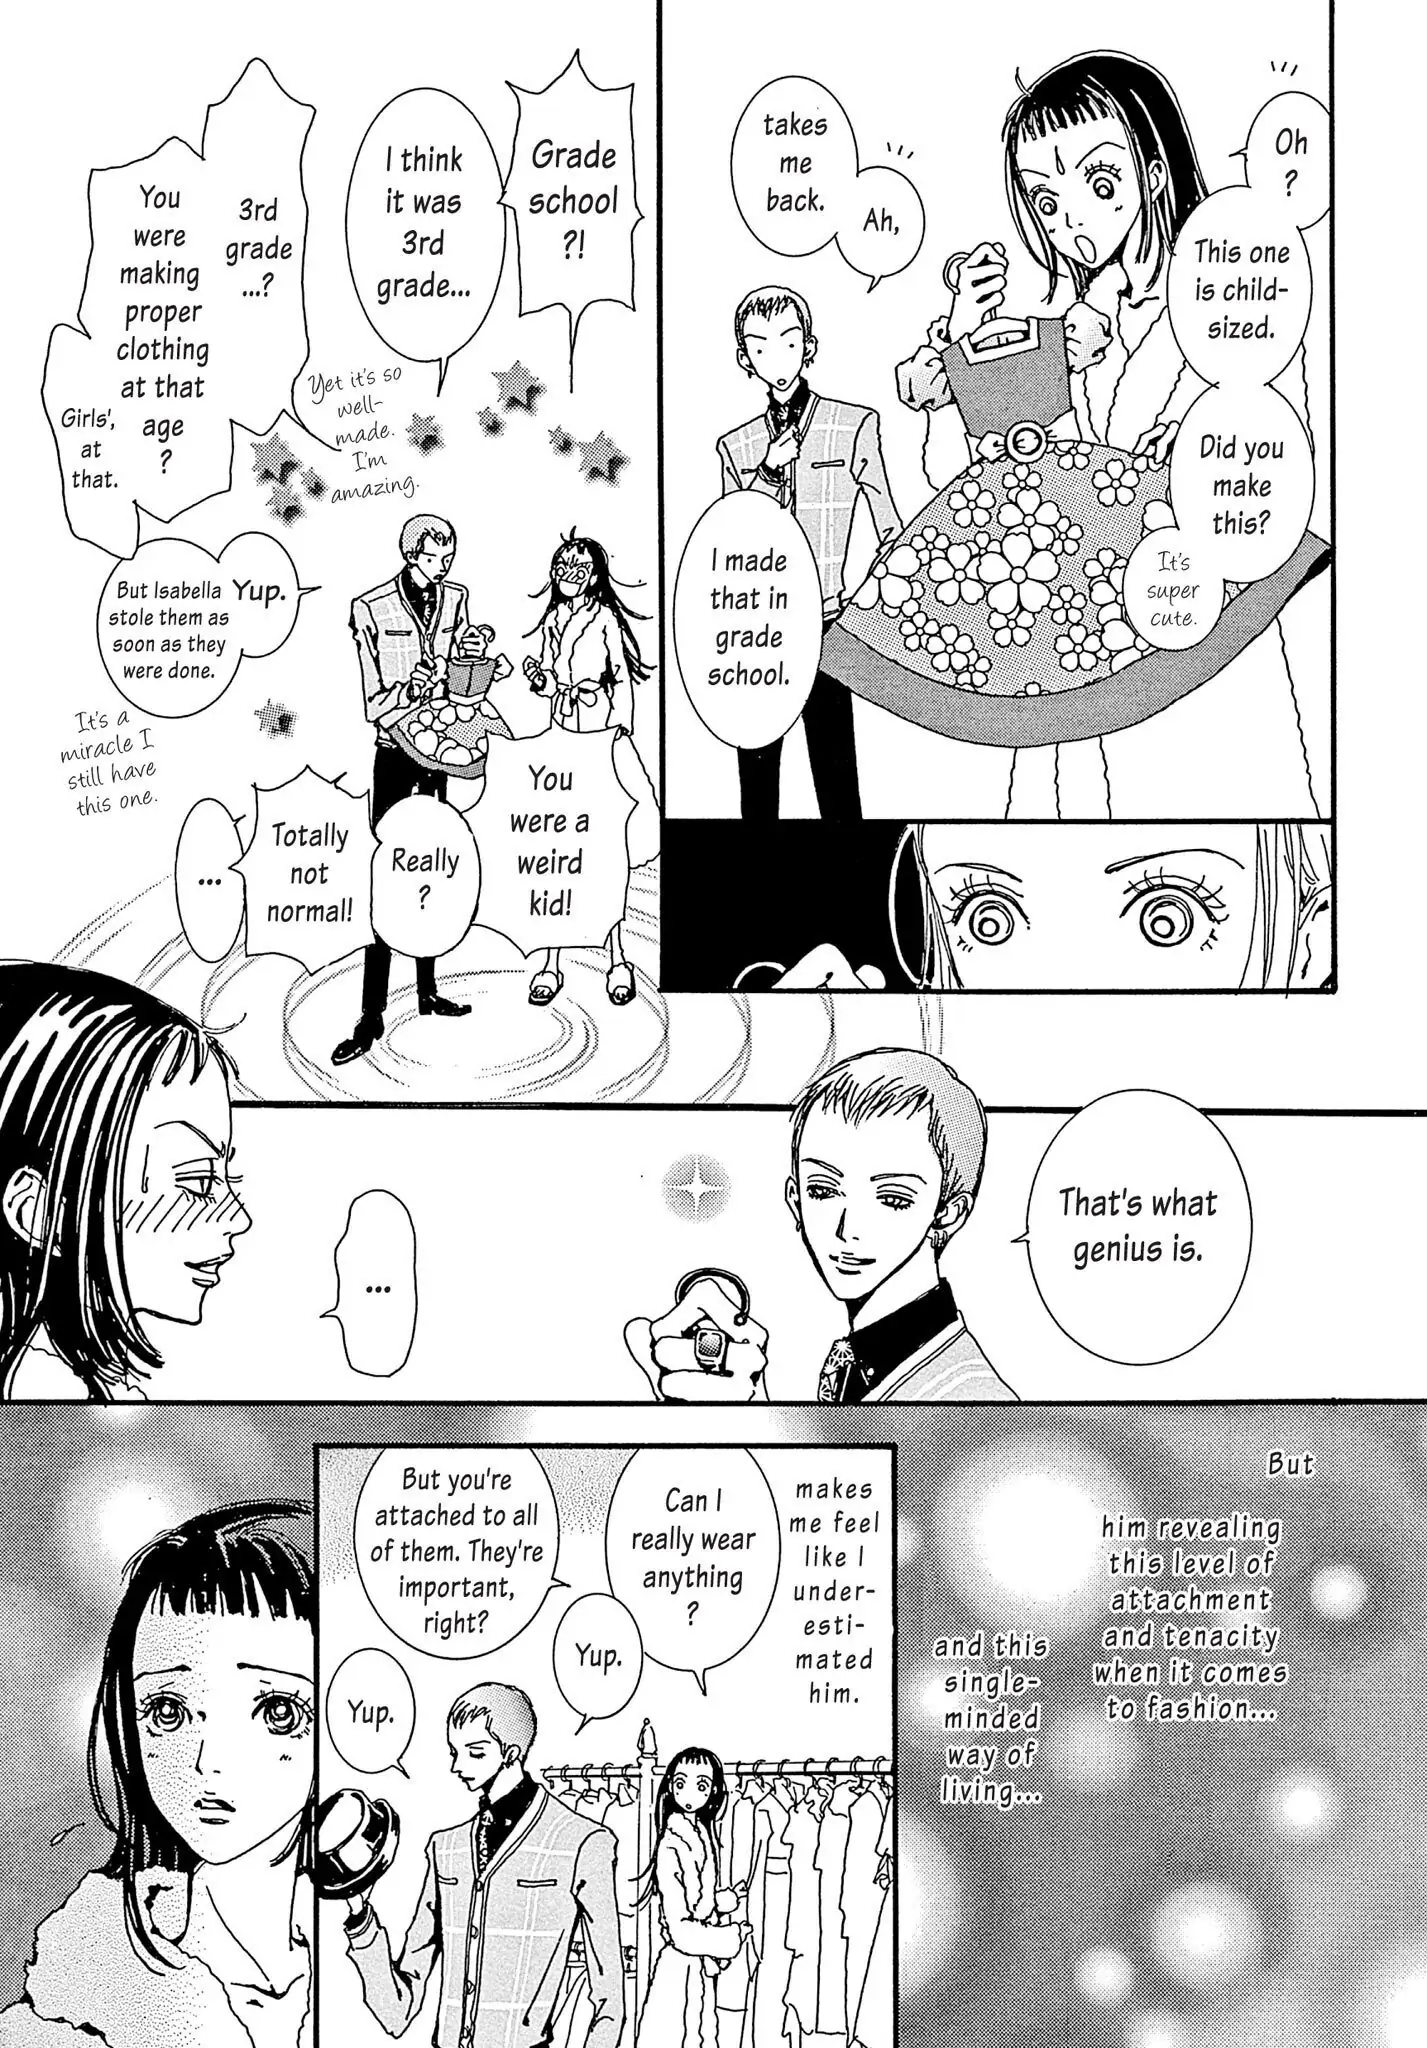 Oh
?
This one
is child-
sized.
Did you
make
this?
It's
super
cute.
Ah,
takes
me
back.
I made
that in
grade
school.
Grade
school
?!
I think
it was
3rd
grade...
Yet it's so
well-
made.
I'm
amazing.
3rd
grade
...?
You
were
making
proper
clothing
at that
age
?
Girls',
at
that.
Yup.
But Isabella
stole them as
soon as they
were done.
It's a
miracle I
still have
this one.
You
were a
weird
kid!
Really
?
Totally
not
normal!
...
That's what
genius is.
...
But
him revealing
this level of
attachment
and tenacity
when it comes
to fashion...
and this
single-
minded
way of
living...
makes
me feel
like I
under-
esti-
mated
him.
Can I
really wear
anything
?
Yup.
But you're
attached to all
of them. They're
important,
right?
Yup.